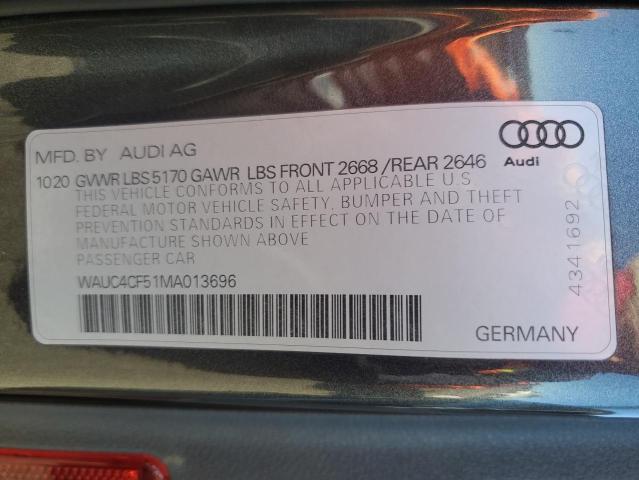 MFD. BY AUDI AG
Audi
1020 GVWR LBS 5170 GAWR LBS FRONT 2668 / REAR 2646
THIS VEHICLE CONFORMS TO ALL APPLICABLE U.S.
FEDERAL MOTOR VEHICLE SAFETY, BUMPER AND THEFT
PREVENTION STANDARDS IN EFFECT ON THE DATE OF
MANUFACTURE SHOWN ABOVE
PASSENGER CAR
WAUC4CF51MA013696
4341692
GERMANY